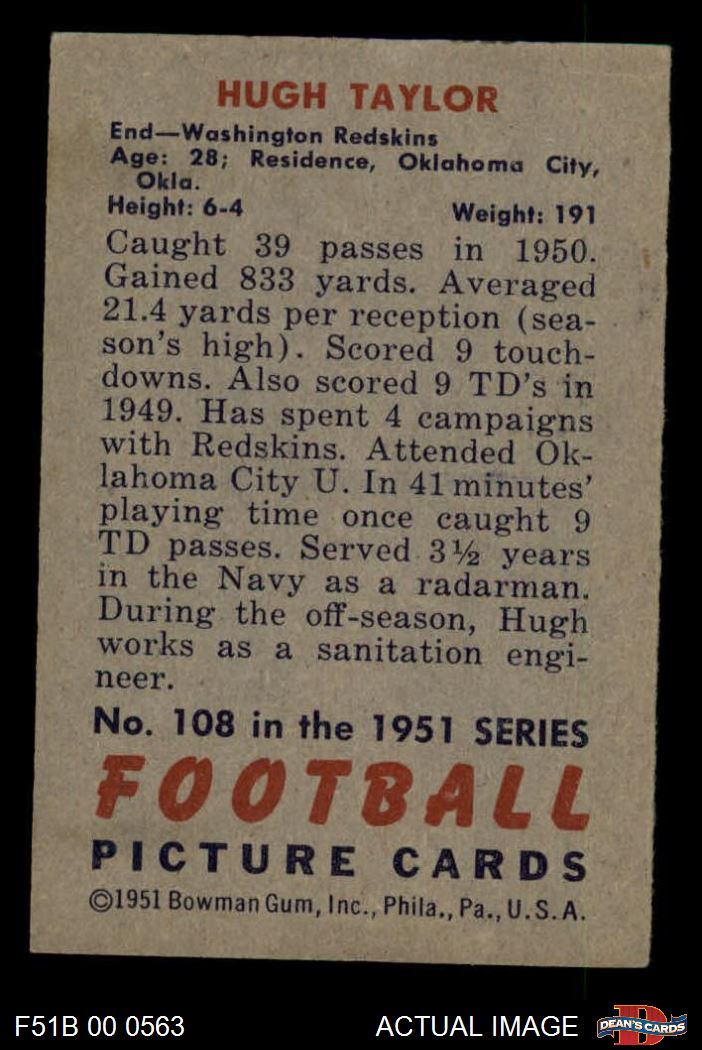 HUGH TAYLOR
End—Washington Redskins
Age: 28; Residence, Oklahoma City,
Okla.
Height: 6-4 Weight: 191
Caught 39 passes in 1950.
Gained 833 yards. Averaged
21.4 yards per reception (sea-
son's high). Scored 9 touch-
downs. Also scored 9 TD's in
1949. Has spent 4 campaigns
with Redskins. Attended Ok-
lahoma City U. In 41 minutes'
playing time once caught 9
TD passes. Served 3½ years
in the Navy as a radarman.
During the off-season, Hugh
works as a sanitation engi-
neer.
No. 108 in the 1951 SERIES
FOOTBALL
PICTURE CARDS
©1951 Bowman Gum, Inc., Phila., Pa., U.S.A.
F51B 00 0563 ACTUAL IMAGE D DEAN'S CARDS